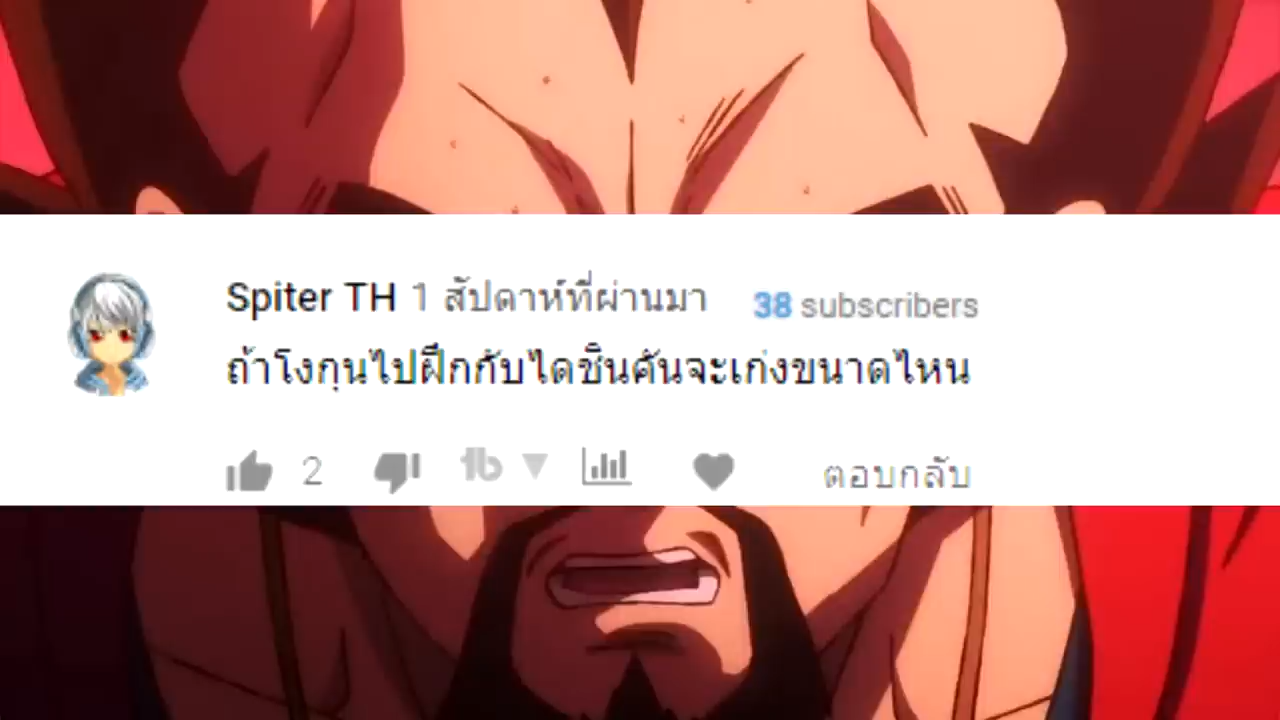 Spiter TH 1 สัปดาห์ที่ผ่านมา 38 subscribers
ถ้าโงกุนไปฝึกกับไดชินคันจะเก่งขนาดไหน
2 1b ตอบกลับ